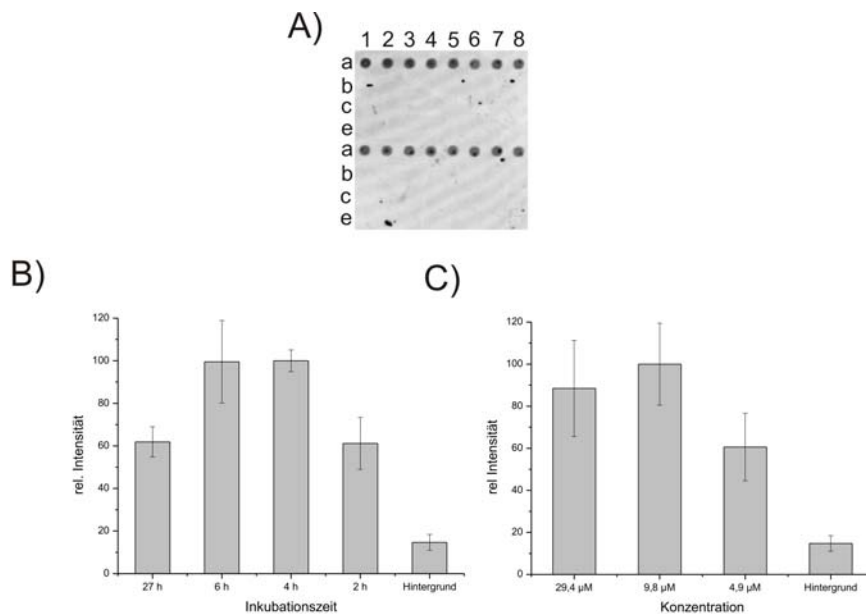 A)
1 2 3 4 5 6 7 8
a
b
c
e
a
b
c
e
B)
120
100
80
60
40
20
0
rel. Intensität
27 h 6 h 4 h 2 h Hintergrund
Inkubationszeit
C)
120
100
80
60
40
20
0
rel Intensität
29,4 µM 9,8 µM 4,9 µM Hintergrund
Konzentration